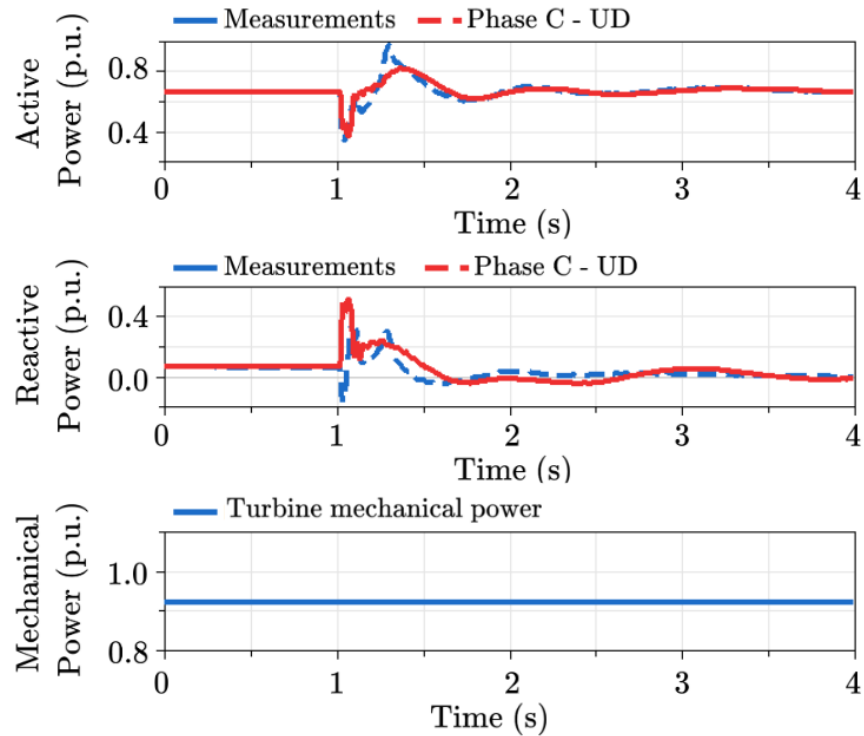 Measurements Phase C - UD
Active
Power (p.u.)
0.8
0.4
0 1 2 3 4
Time (s)
Measurements Phase C - UD
Reactive
Power (p.u.)
0.4
0.0
0 1 2 3 4
Time (s)
Turbine mechanical power
Mechanical
Power (p.u.)
1.0
0.8
0 1 2 3 4
Time (s)